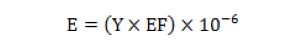 E = (Y × EF) × 10⁻⁶